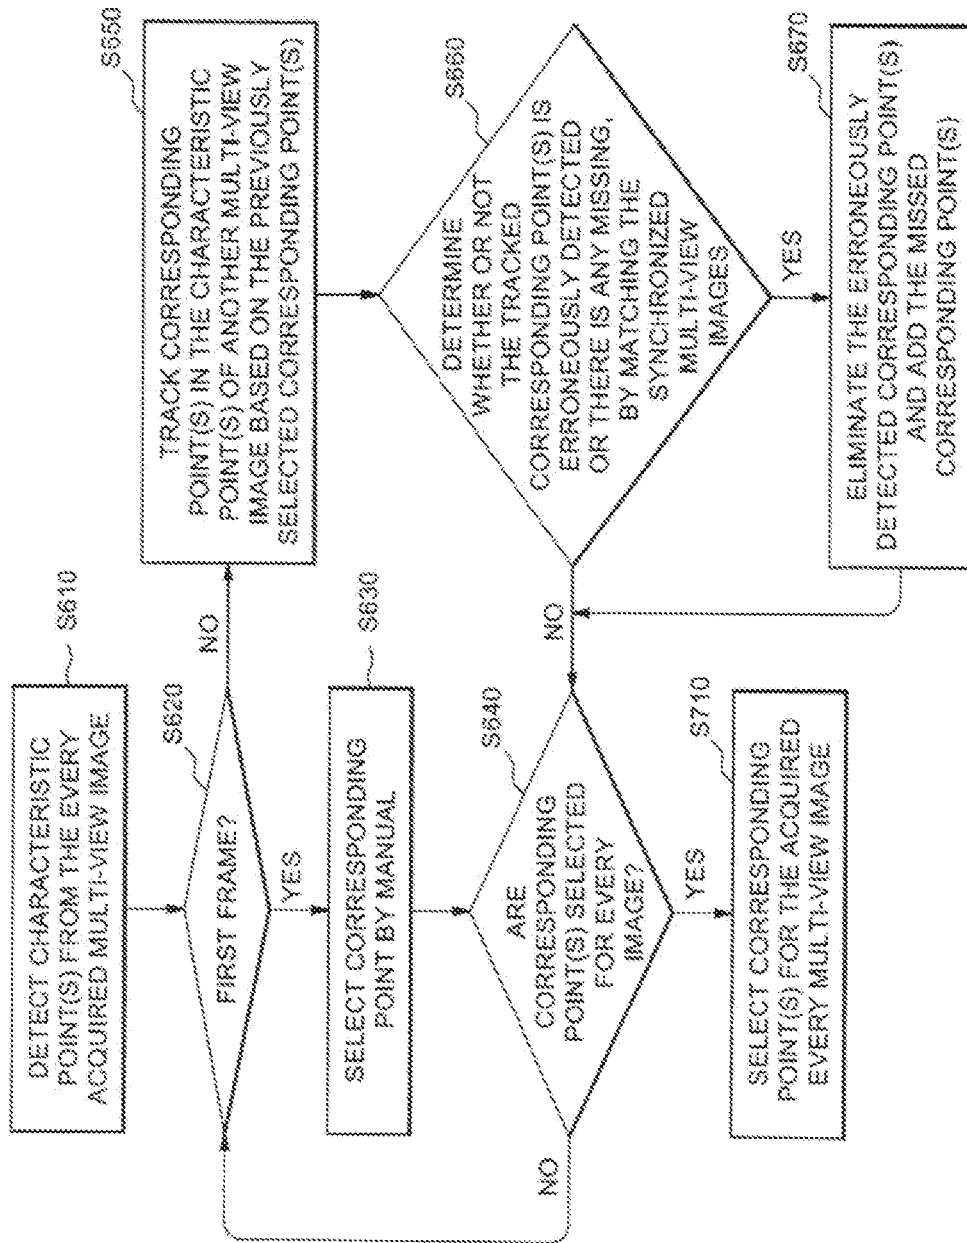 S610
DETECT CHARACTERISTIC
POINT(S) FROM THE EVERY
ACQUIRED MULTI-VIEW IMAGE
S620
FIRST FRAME?
NO
YES
S630
SELECT CORRESPONDING
POINT BY MANUAL
S640
ARE
CORRESPONDING
POINT(S) SELECTED
FOR EVERY
IMAGE?
NO
YES
S710
SELECT CORRESPONDING
POINT(S) FOR THE ACQUIRED
EVERY MULTI-VIEW IMAGE
S650
TRACK CORRESPONDING
POINT(S) IN THE CHARACTERISTIC
POINT(S) OF ANOTHER MULTI-VIEW
IMAGE BASED ON THE PREVIOUSLY
SELECTED CORRESPONDING POINT(S)
S660
DETERMINE
WHETHER OR NOT
THE TRACKED
CORRESPONDING POINT(S) IS
ERRONEOUSLY DETECTED
OR THERE IS ANY MISSING,
BY MATCHING THE
SYNCHRONIZED
MULTI-VIEW
IMAGES
NO
YES
S670
ELIMINATE THE ERRONEOUSLY
DETECTED CORRESPONDING POINT(S)
AND ADD THE MISSED
CORRESPONDING POINT(S)